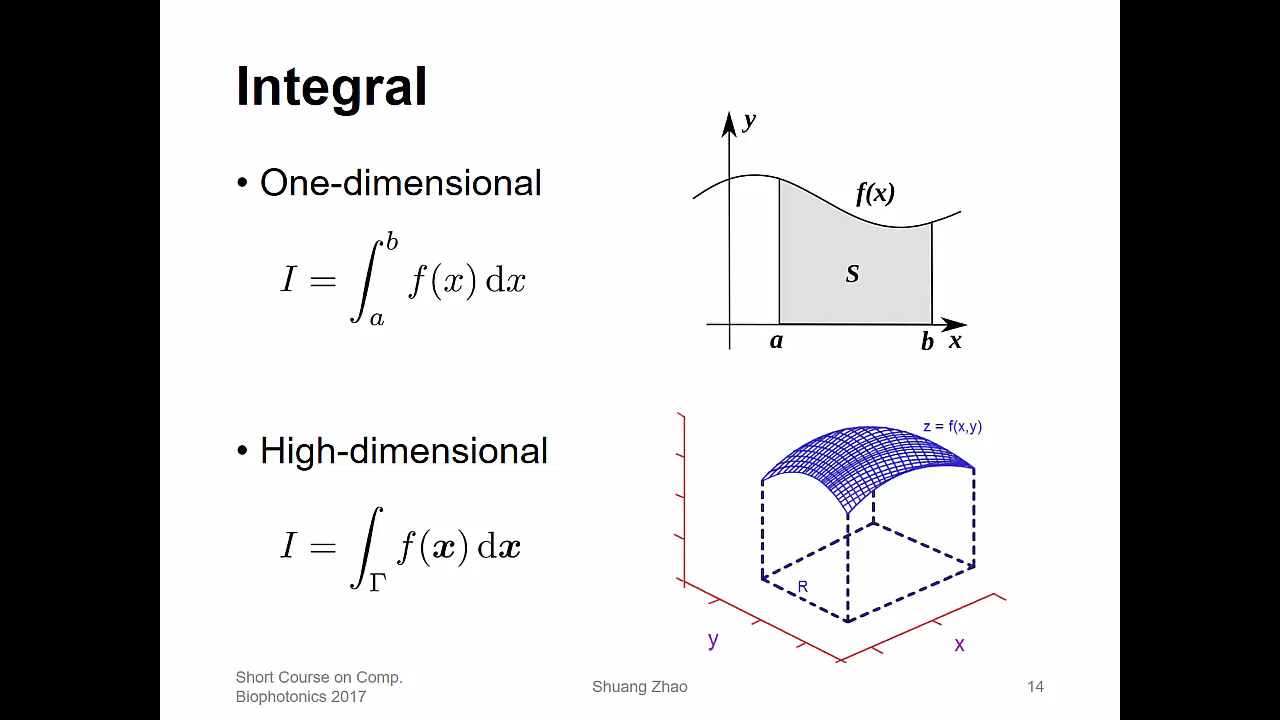 Integral
• One-dimensional
I = ∫_a^b f(x) dx
y
f(x)
S
a
b
x
• High-dimensional
I = ∫_Γ f(𝒙) d𝒙
z = f(x,y)
R
y
x
Short Course on Comp.
Biophotonics 2017
Shuang Zhao
14